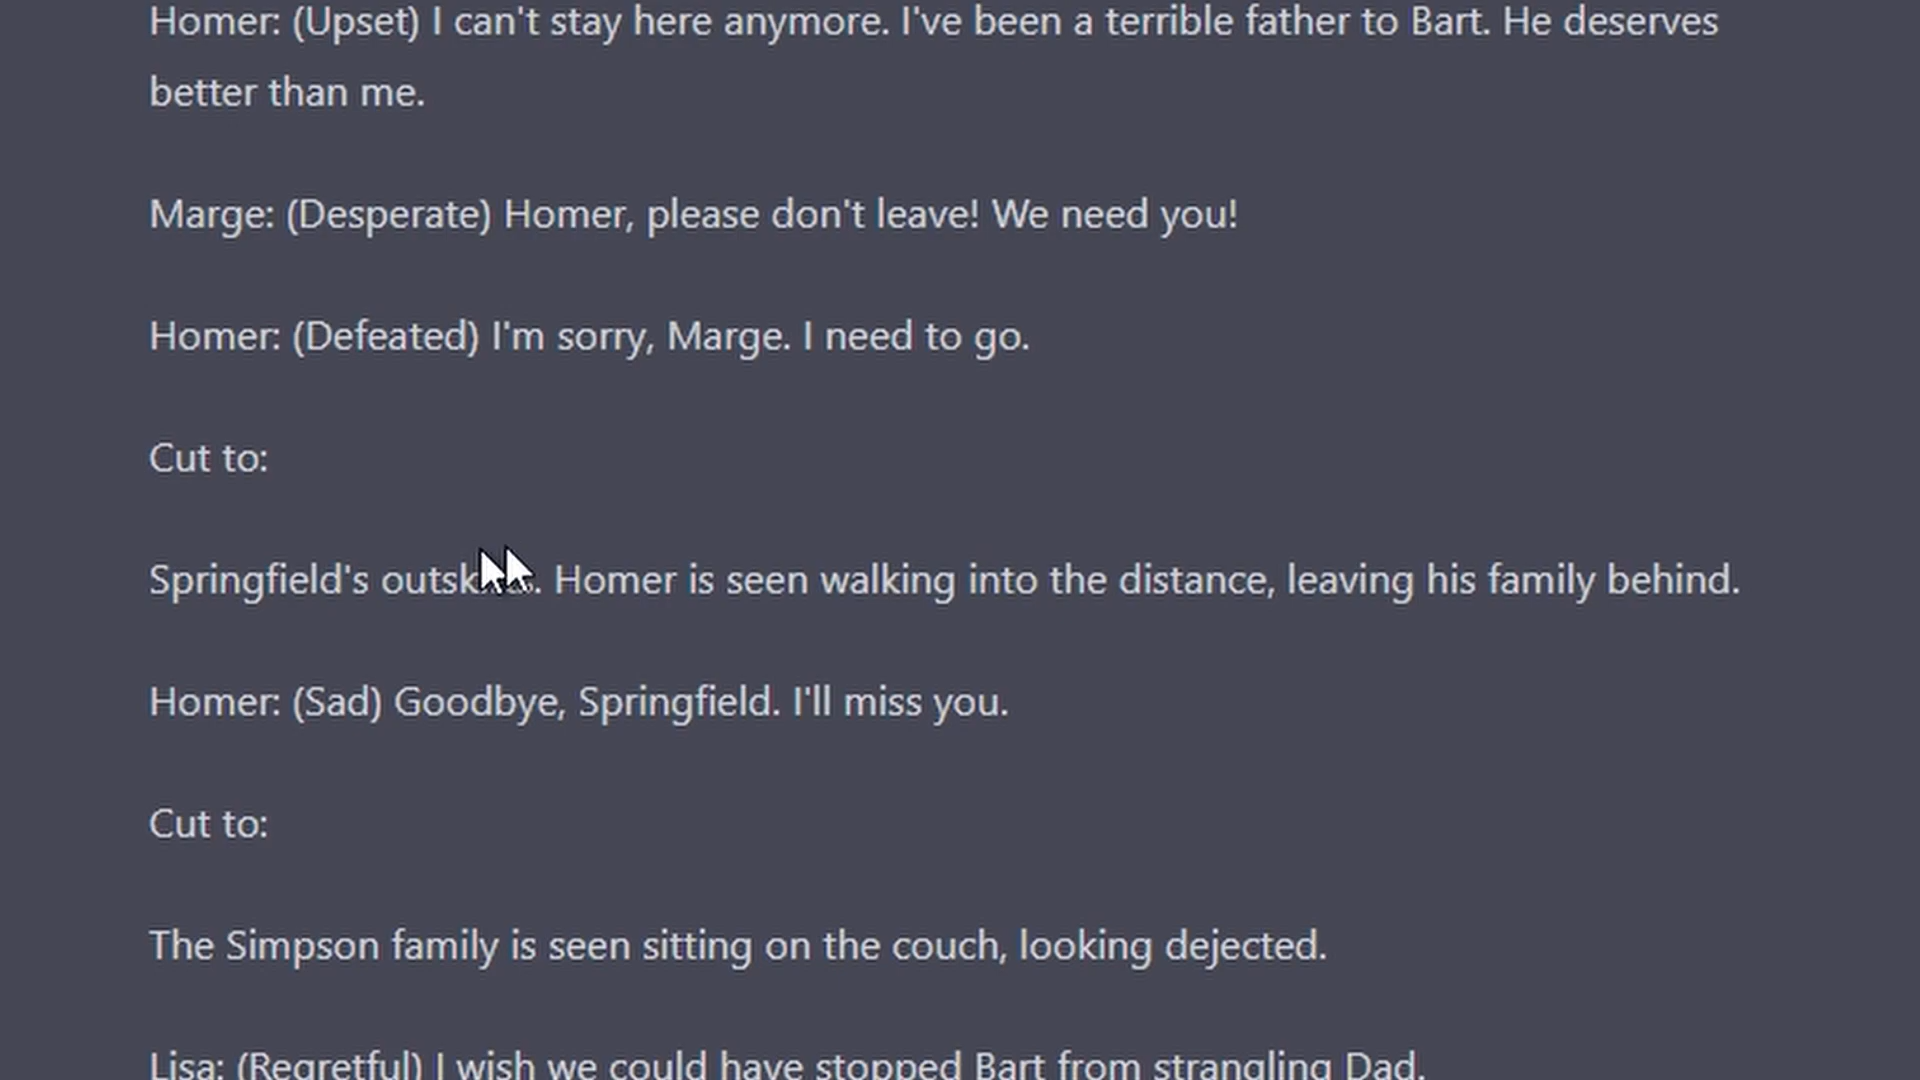 Homer: (Upset) I can't stay here anymore. I've been a terrible father to Bart. He deserves
better than me.
Marge: (Desperate) Homer, please don't leave! We need you!
Homer: (Defeated) I'm sorry, Marge. I need to go.
Cut to:
Springfield's Homer is seen walking into the distance, leaving his family behind.
Homer: (Sad) Goodbye, Springfield. I'll miss you.
Cut to:
The Simpson family is seen sitting on the couch, looking dejected.
Lisa: (Regretful) I wish we could have stopped Bart from strangling Dad.